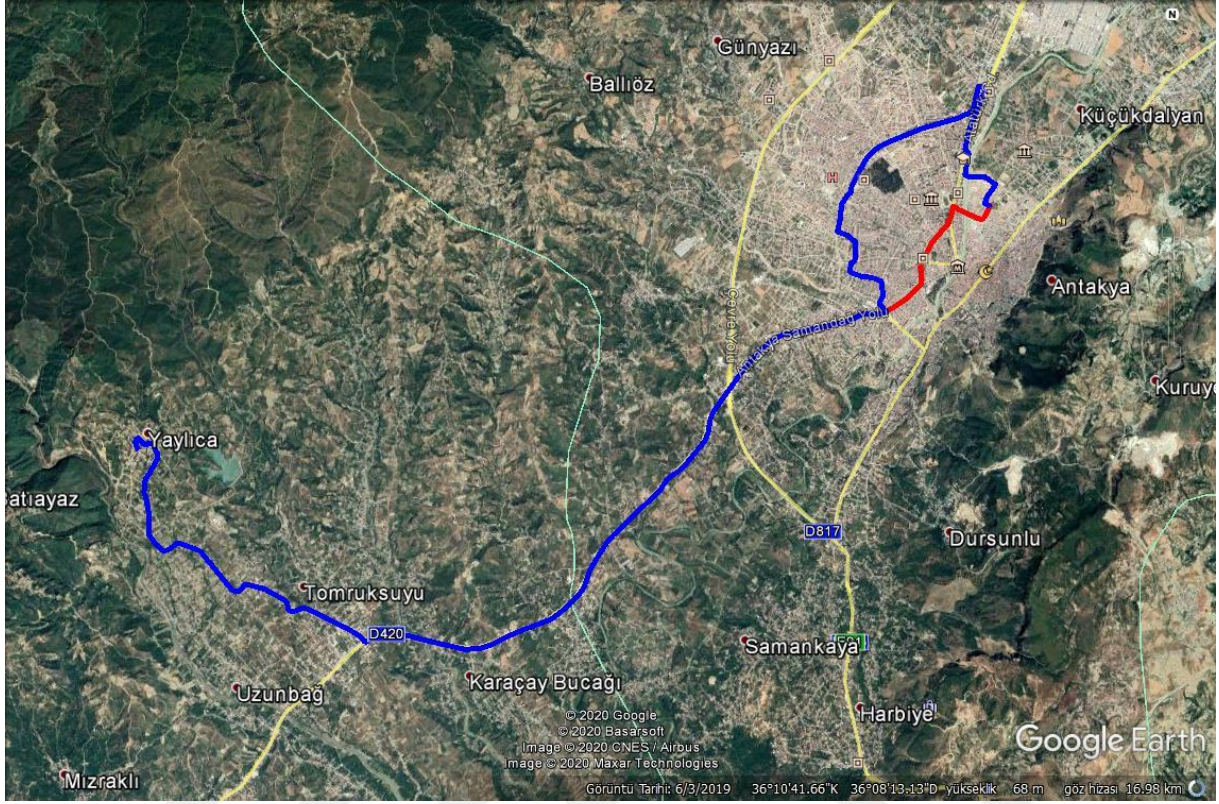 N
Günyazı
Ballıöz
Küçükdalyan
Atatürk Cd.
H
Antakya
Çevre Yolu
Antakya Samandağ Yolu
Kuruye
Yaylıca
Batıayaz
D817
Dursunlu
Tomruksuyu
D420
Samankaya
Karaçay Bucağı
Uzunbağ
Harbiye
© 2020 Google
© 2020 Basarsoft
Image © 2020 CNES / Airbus
Image © 2020 Maxar Technologies
Google Earth
Mızraklı
Görüntü Tarihi: 6/3/2019 36°10'41.66"K 36°08'13.13"D yükseklik 68 m göz hizası 16.98 km